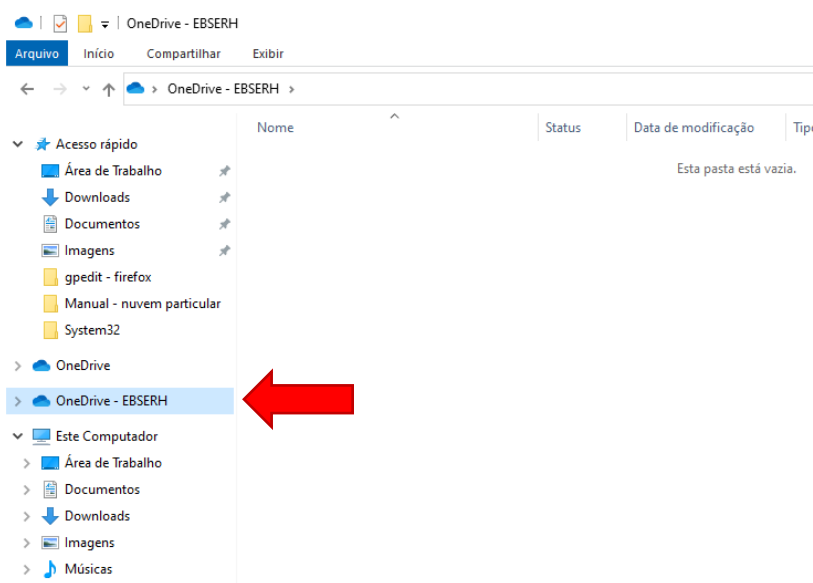 OneDrive - EBSERH
Arquivo Início Compartilhar Exibir
OneDrive - EBSERH
Nome Status Data de modificação Tipo
Esta pasta está vazia.
Acesso rápido
Área de Trabalho
Downloads
Documentos
Imagens
gpedit - firefox
Manual - nuvem particular
System32
OneDrive
OneDrive - EBSERH
Este Computador
Área de Trabalho
Documentos
Downloads
Imagens
Músicas